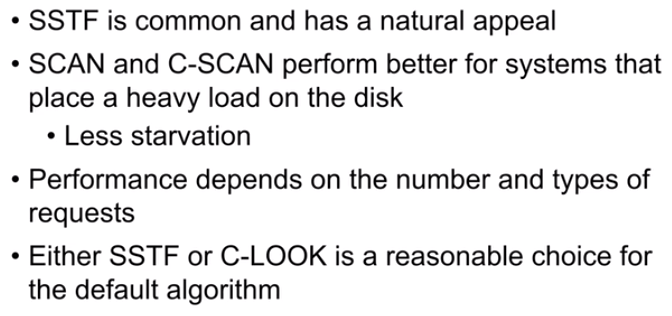 • SSTF is common and has a natural appeal
• SCAN and C-SCAN perform better for systems that
place a heavy load on the disk
• Less starvation
• Performance depends on the number and types of
requests
• Either SSTF or C-LOOK is a reasonable choice for
the default algorithm